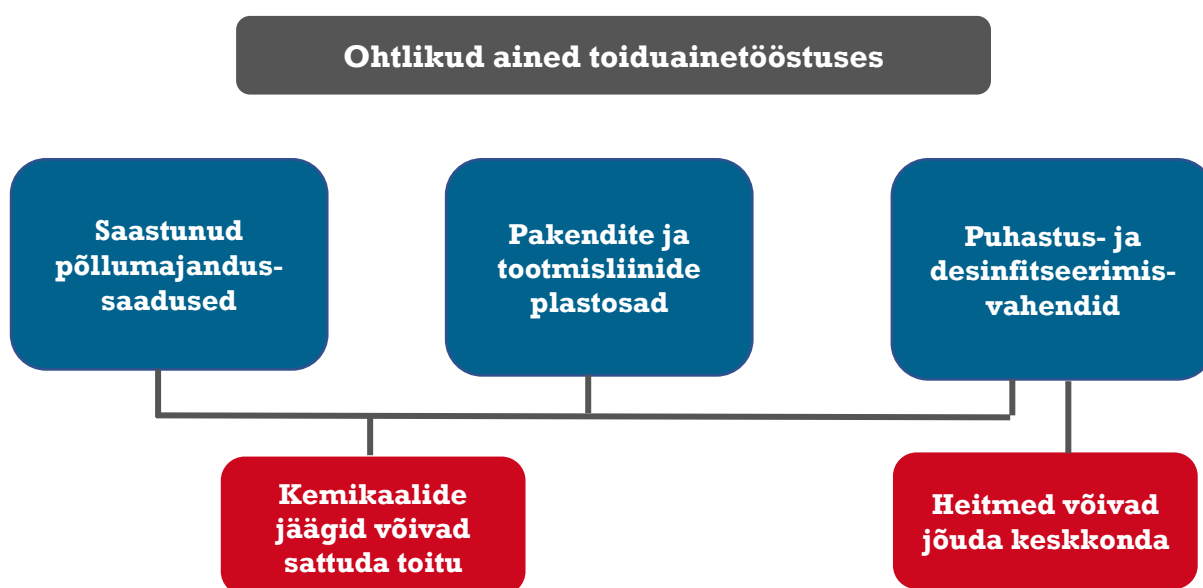 Ohtlikud ained toiduainetööstuses
Saastunud
põllumajandus-
saadused
Pakendite ja
tootmisliinide
plastosad
Puhastus- ja
desinfitseerimis-
vahendid
Kemikaalide
jäägid võivad
sattuda toitu
Heitmed võivad
jõuda keskkonda